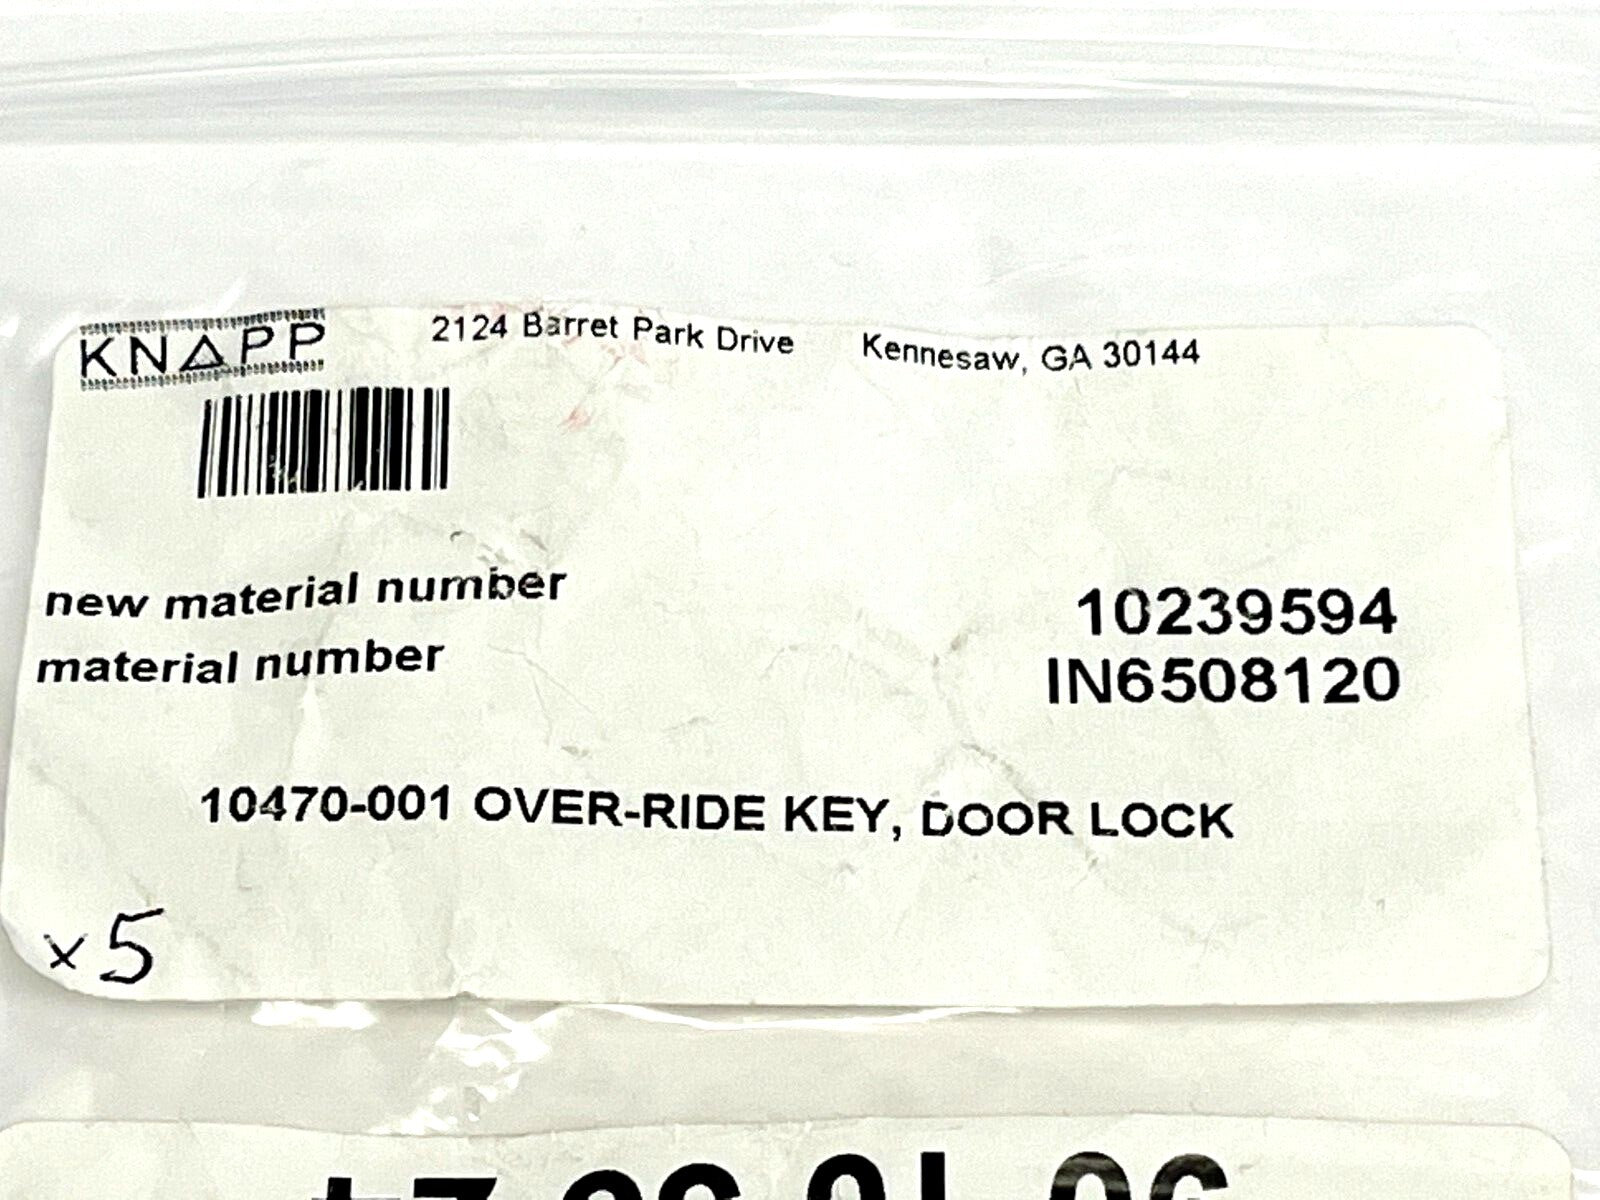 KNAPP 2124 Barret Park Drive Kennesaw, GA 30144
new material number 10239594
material number IN6508120
10470-001 OVER-RIDE KEY, DOOR LOCK
x5